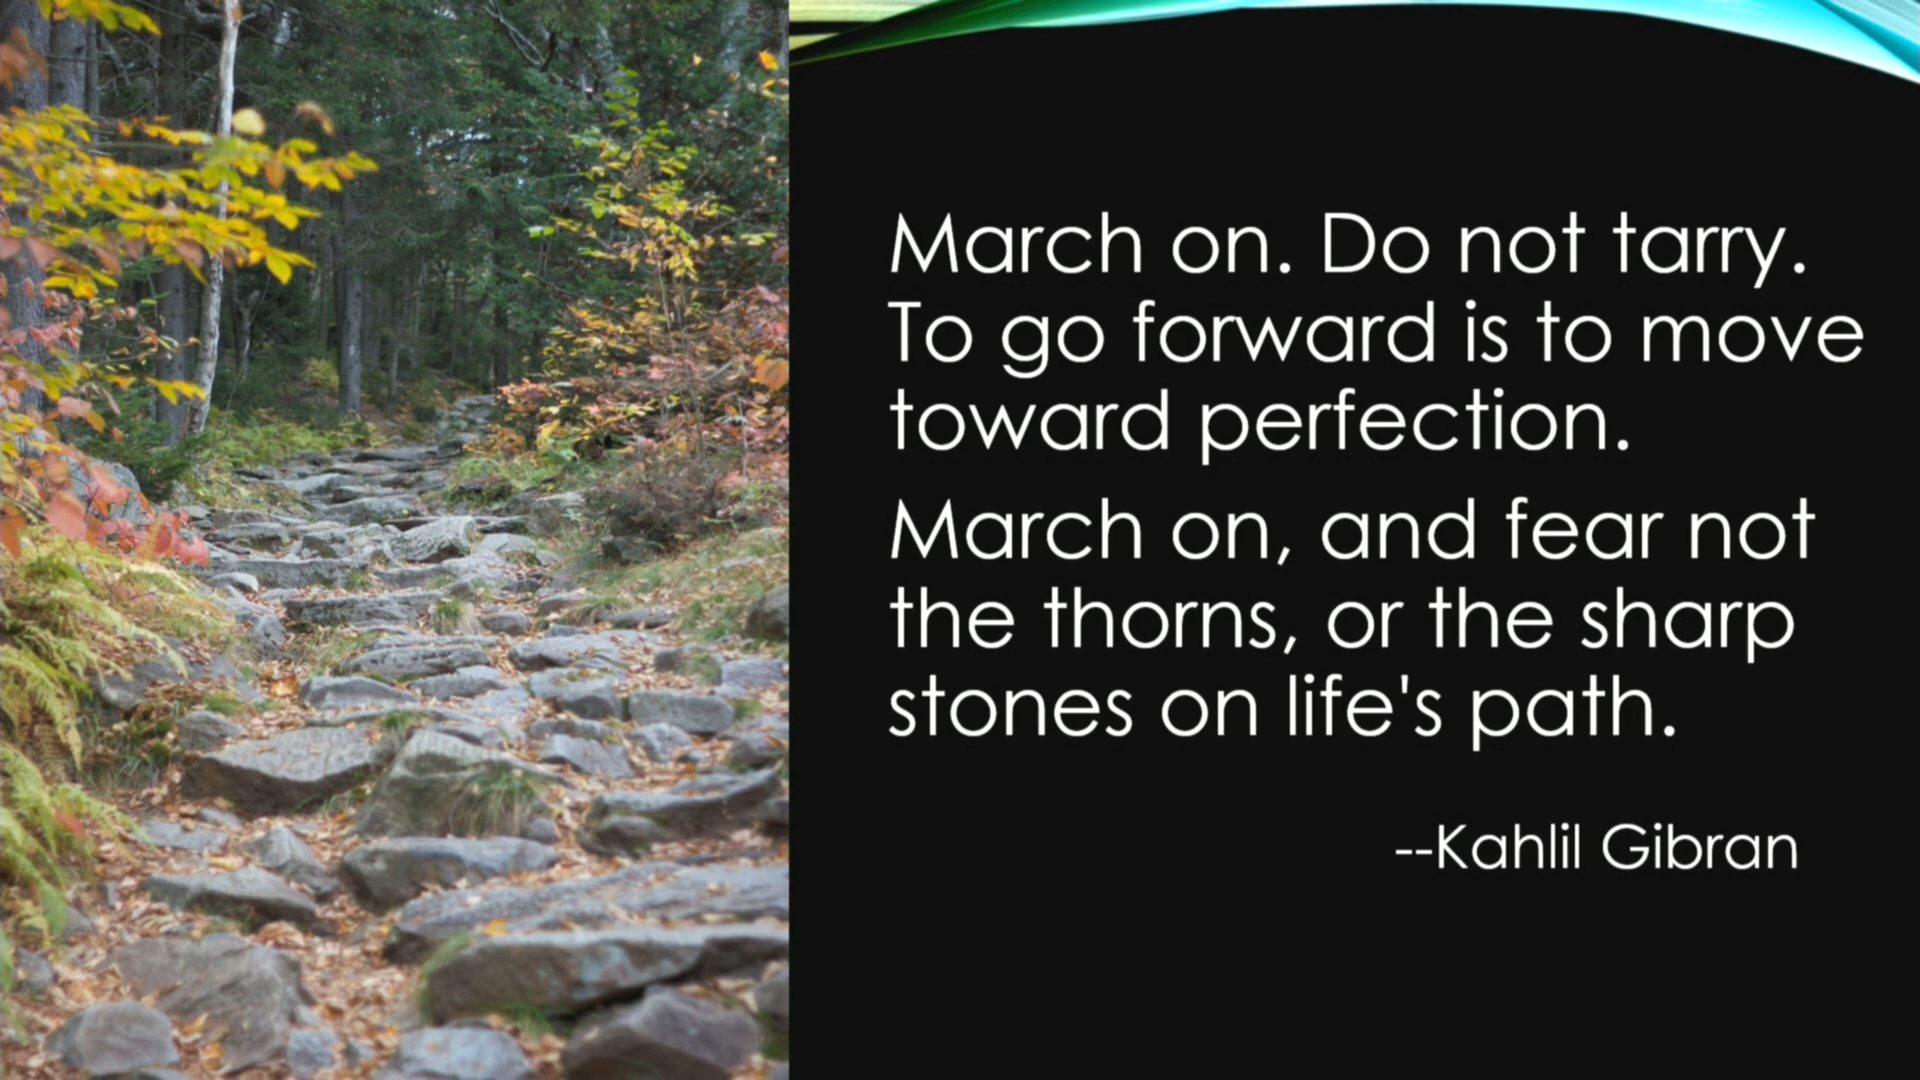 March on. Do not tarry.
To go forward is to move
toward perfection.
March on, and fear not
the thorns, or the sharp
stones on life's path.
--Kahlil Gibran